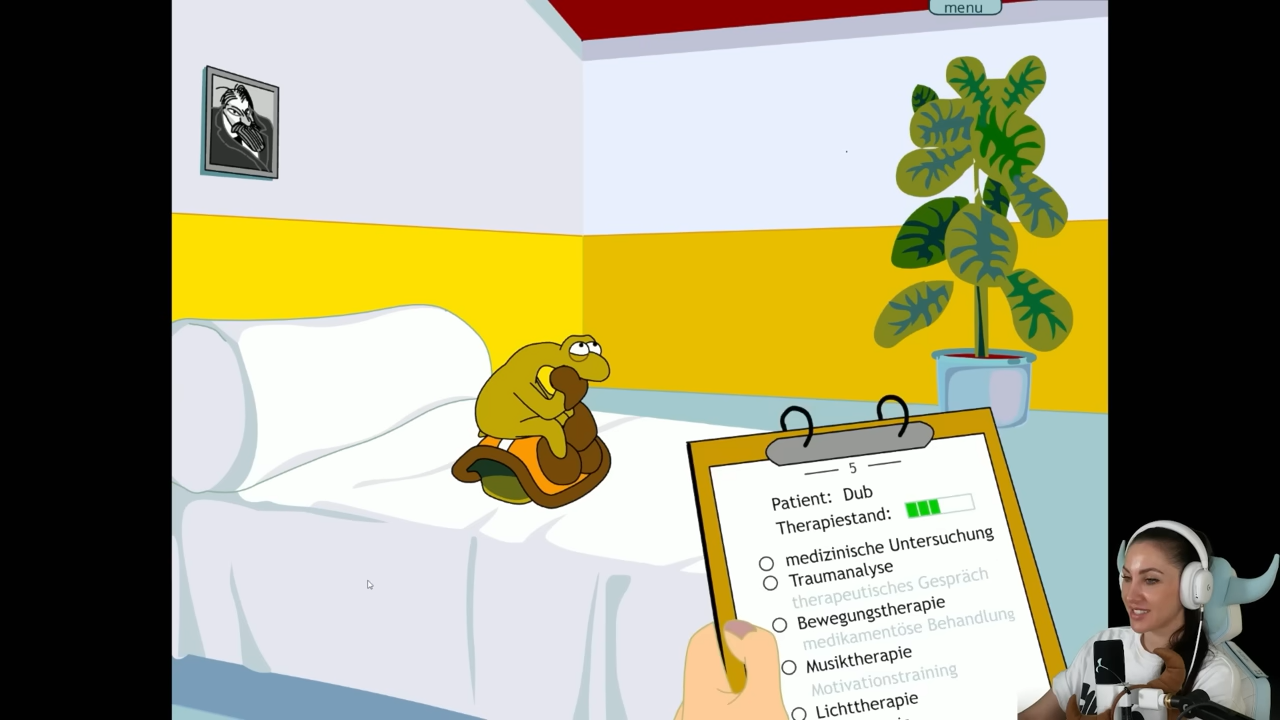 menu
5
Patient: Dub
Therapiestand:
medizinische Untersuchung
Traumanalyse
therapeutisches Gespräch
Bewegungstherapie
medikamentöse Behandlung
Musiktherapie
Motivationstraining
Lichttherapie